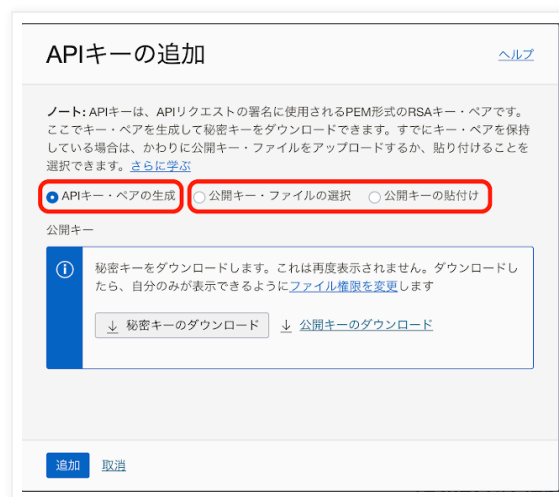 APIキーの追加
ヘルプ
ノート: APIキーは、APIリクエストの署名に使用されるPEM形式のRSAキー・ペアです。
ここでキー・ペアを生成して秘密キーをダウンロードできます。すでにキー・ペアを保持
している場合は、かわりに公開キー・ファイルをアップロードするか、貼り付けることを
選択できます。さらに学ぶ
APIキー・ペアの生成 公開キー・ファイルの選択 公開キーの貼付け
公開キー
秘密キーをダウンロードします。これは再度表示されません。ダウンロードし
たら、自分のみが表示できるようにファイル権限を変更します
秘密キーのダウンロード 公開キーのダウンロード
追加 取消